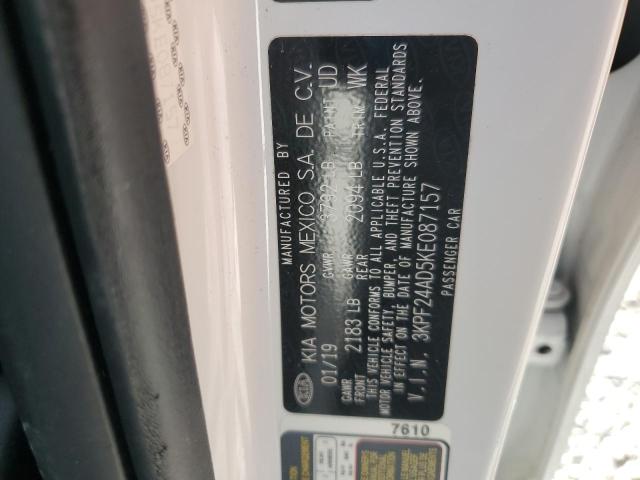 MANUFACTURED BY
KIA MOTORS MEXICO S.A. DE C.V.
01/19 GVWR PAINT UD
GAWR FRONT 2183 LB GAWR REAR 2094 LB TRIM WK
THIS VEHICLE CONFORMS TO ALL APPLICABLE U.S.A. FEDERAL
MOTOR VEHICLE SAFETY, BUMPER, AND THEFT PREVENTION STANDARDS
IN EFFECT ON THE DATE OF MANUFACTURE SHOWN ABOVE.
V.I.N. 3KPF24AD5KE087157
PASSENGER CAR
KIA
7610